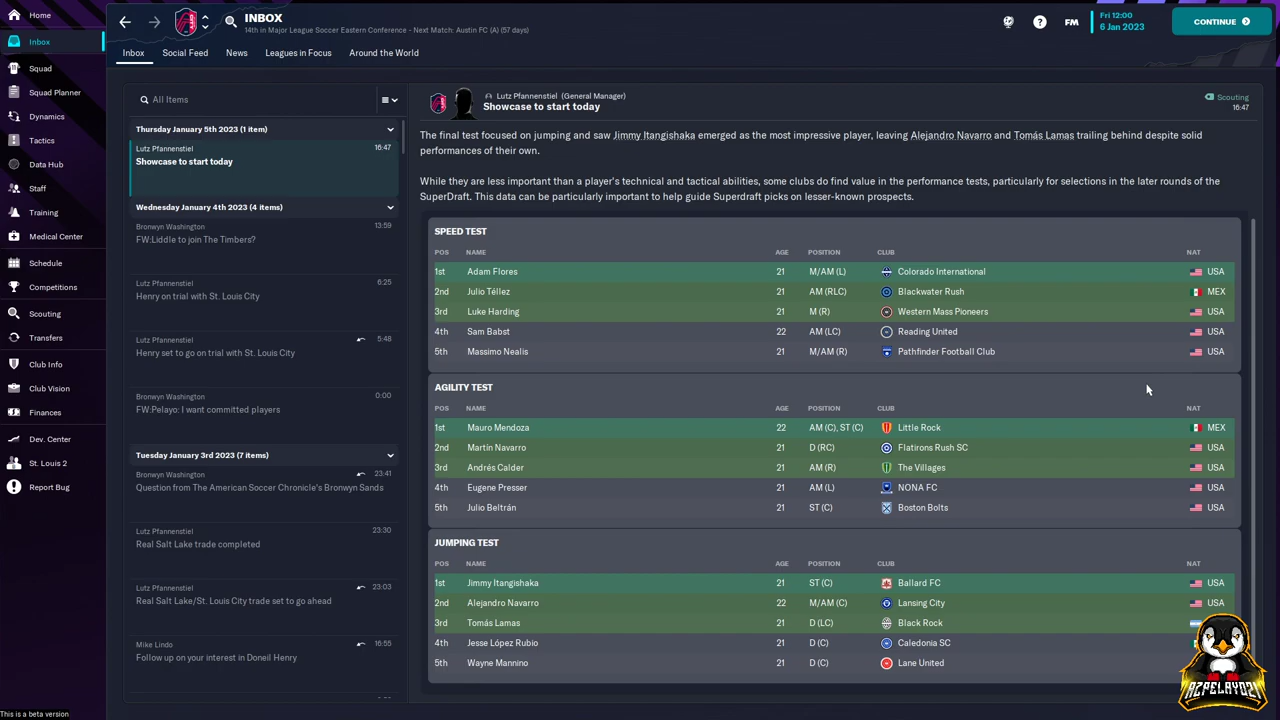 Home
Inbox
Squad
Squad Planner
Dynamics
Tactics
Data Hub
Staff
Training
Medical Center
Schedule
Competitions
Scouting
Transfers
Club Info
Club Vision
Finances
Dev. Center
St. Louis 2
Report Bug
This is a beta version
INBOX
14th in Major League Soccer Eastern Conference - Next Match: Austin FC (A) (57 days)
FM
Fri 12:00
6 Jan 2023
CONTINUE
Inbox Social Feed News Leagues in Focus Around the World
All Items
Thursday January 5th 2023 (1 item)
Lutz Pfannenstiel 16:47
Showcase to start today
Wednesday January 4th 2023 (4 items)
Bronwyn Washington 13:59
FW:Liddle to join The Timbers?
Lutz Pfannenstiel 6:25
Henry on trial with St. Louis City
Lutz Pfannenstiel 5:48
Henry set to go on trial with St. Louis City
Bronwyn Washington 0:00
FW:Pelayo: I want committed players
Tuesday January 3rd 2023 (7 items)
Bronwyn Washington 23:41
Question from The American Soccer Chronicle's Bronwyn Sands
Lutz Pfannenstiel 23:30
Real Salt Lake trade completed
Lutz Pfannenstiel 23:03
Real Salt Lake/St. Louis City trade set to go ahead
Mike Lindo 16:55
Follow up on your interest in Doneil Henry
Lutz Pfannenstiel (General Manager)
Showcase to start today
Scouting
16:47
The final test focused on jumping and saw Jimmy Itangishaka emerged as the most impressive player, leaving Alejandro Navarro and Tomás Lamas trailing behind despite solid
performances of their own.
While they are less important than a player's technical and tactical abilities, some clubs do find value in the performance tests, particularly for selections in the later rounds of the
SuperDraft. This data can be particularly important to help guide Superdraft picks on lesser-known prospects.
SPEED TEST
POS NAME AGE POSITION CLUB NAT
1st Adam Flores 21 M/AM (L) Colorado International USA
2nd Julio Téllez 21 AM (RLC) Blackwater Rush MEX
3rd Luke Harding 21 M (R) Western Mass Pioneers USA
4th Sam Babst 22 AM (LC) Reading United USA
5th Massimo Nealis 21 M/AM (R) Pathfinder Football Club USA
AGILITY TEST
POS NAME AGE POSITION CLUB NAT
1st Mauro Mendoza 22 AM (C), ST (C) Little Rock MEX
2nd Martín Navarro 21 D (RC) Flatirons Rush SC USA
3rd Andrés Calder 21 AM (R) The Villages USA
4th Eugene Presser 21 AM (L) NONA FC USA
5th Julio Beltrán 21 ST (C) Boston Bolts USA
JUMPING TEST
POS NAME AGE POSITION CLUB NAT
1st Jimmy Itangishaka 21 ST (C) Ballard FC USA
2nd Alejandro Navarro 22 M/AM (C) Lansing City USA
3rd Tomás Lamas 21 D (LC) Black Rock
4th Jesse López Rubio 21 D (C) Caledonia SC
5th Wayne Mannino 21 D (C) Lane United
AZPELAYO24